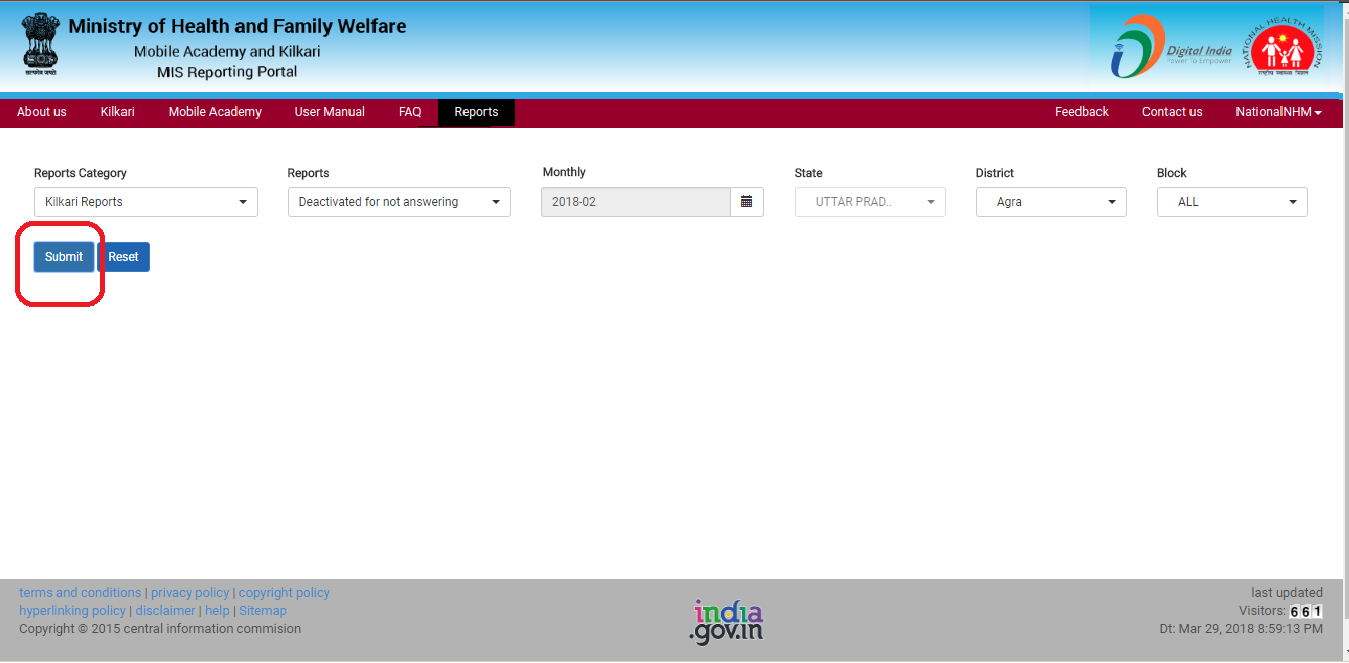 Ministry of Health and Family Welfare
Mobile Academy and Kilkari
MIS Reporting Portal
सत्यमेव जयते
Digital India
Power To Empower
NATIONAL HEALTH MISSION
राष्ट्रीय स्वास्थ्य मिशन
About us Kilkari Mobile Academy User Manual FAQ Reports Feedback Contact us NationalNHM
Reports Category Reports Monthly State District Block
Kilkari Reports Deactivated for not answering 2018-02 UTTAR PRAD.. Agra ALL
Submit Reset
terms and conditions | privacy policy | copyright policy
hyperlinking policy | disclaimer | help | Sitemap
Copyright © 2015 central information commision
india
.gov.in
last updated
Visitors: 661
Dt: Mar 29, 2018 8:59:13 PM